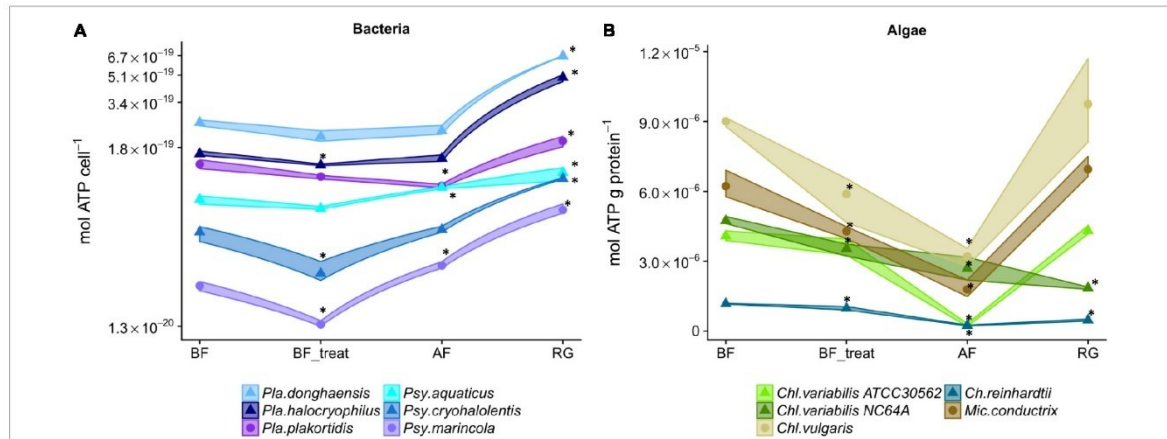 A
Bacteria
6.7 × 10⁻¹⁹
5.1 × 10⁻¹⁹
3.4 × 10⁻¹⁹
1.8 × 10⁻¹⁹
1.3 × 10⁻²⁰
mol ATP cell⁻¹
BF BF_treat AF RG
* * * * * * * * * * * *
Pla.donghaensis Psy.aquaticus
Pla.halocryophilus Psy.cryohalolentis
Pla.plakortidis Psy.marincola
B
Algae
1.2 × 10⁻⁵
9.0 × 10⁻⁶
6.0 × 10⁻⁶
3.0 × 10⁻⁶
0
mol ATP g protein⁻¹
BF BF_treat AF RG
* * * * * * * * * * *
Chl.variabilis ATCC30562 Ch.reinhardtii
Chl.variabilis NC64A Mic.conductrix
Chl.vulgaris